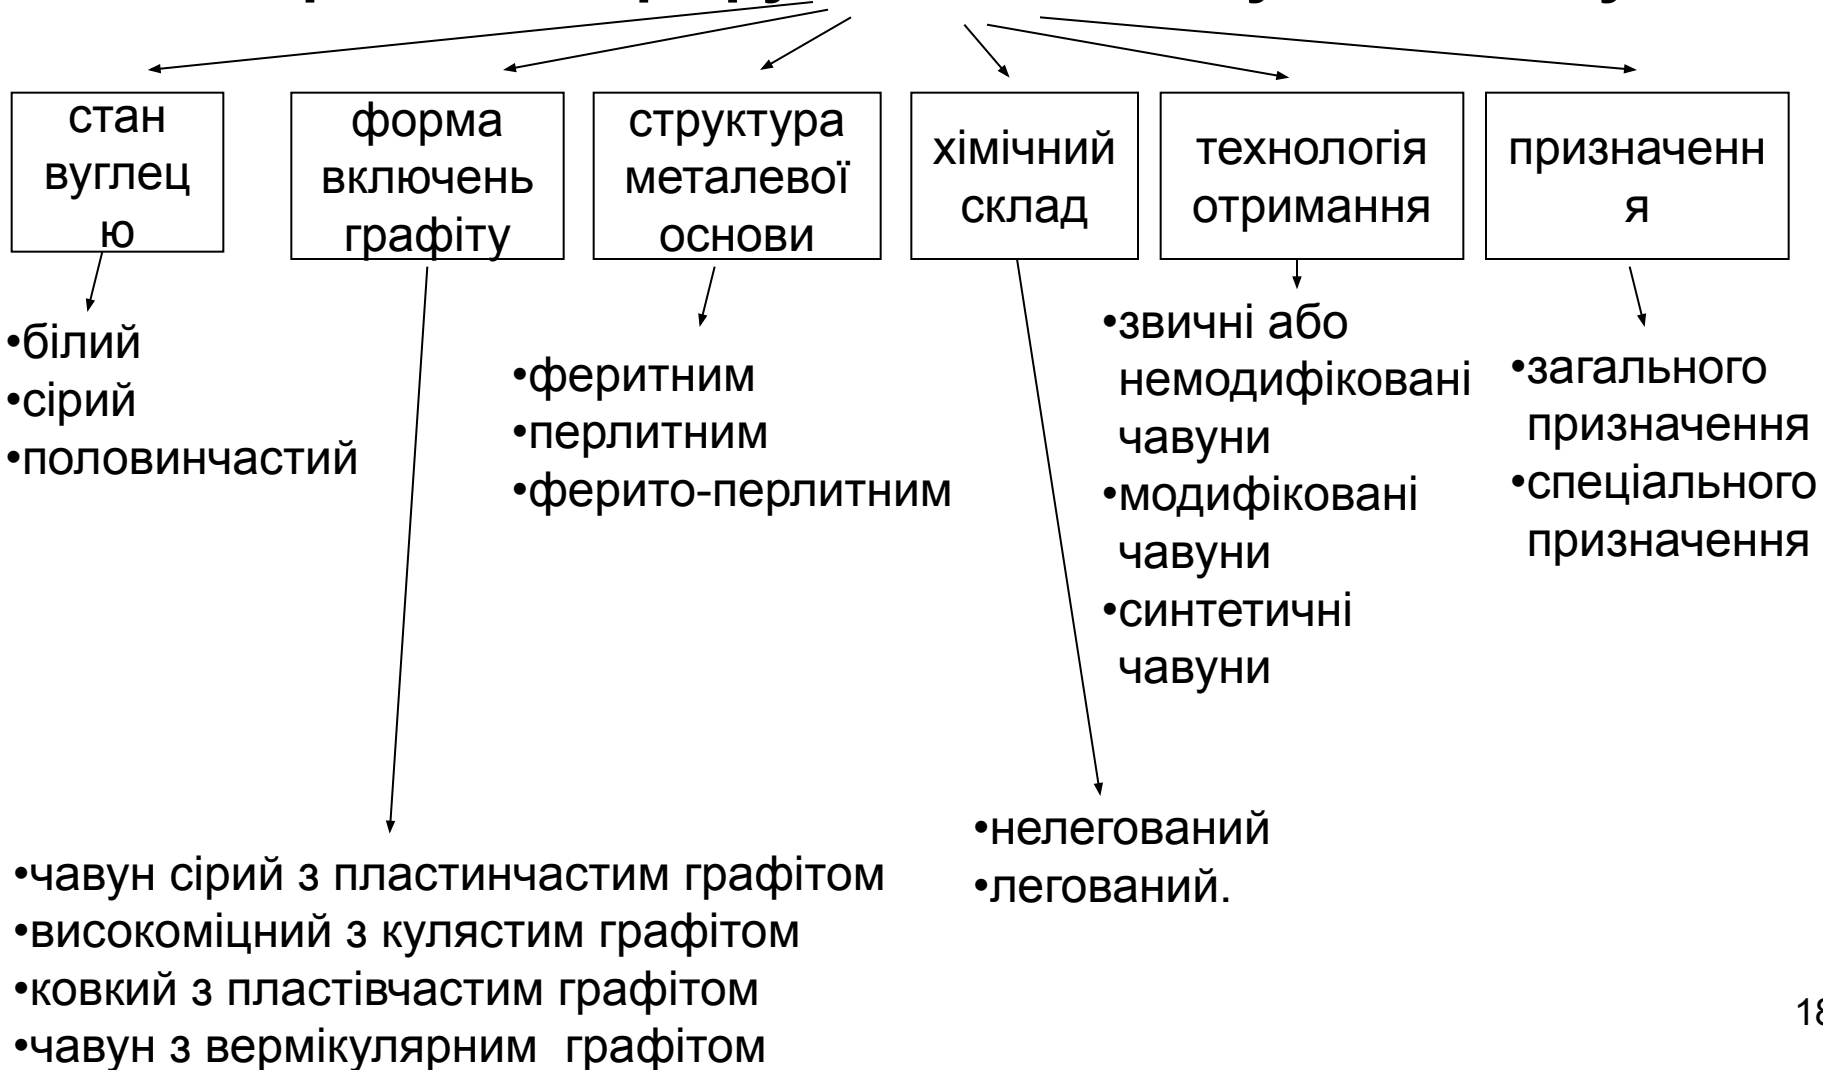 стан
вуглец
ю
форма
включень
графіту
структура
металевої
основи
хімічний
склад
технологія
отримання
призначенн
я
•білий
•сірий
•половинчастий
•феритним
•перлитним
•ферито-перлитним
•звичні або
немодифіковані
чавуни
•модифіковані
чавуни
•синтетичні
чавуни
•загального
призначення
•спеціального
призначення
•нелегований
•легований.
•чавун сірий з пластинчастим графітом
•високоміцний з кулястим графітом
•ковкий з пластівчастим графітом
•чавун з вермікулярним  графітом